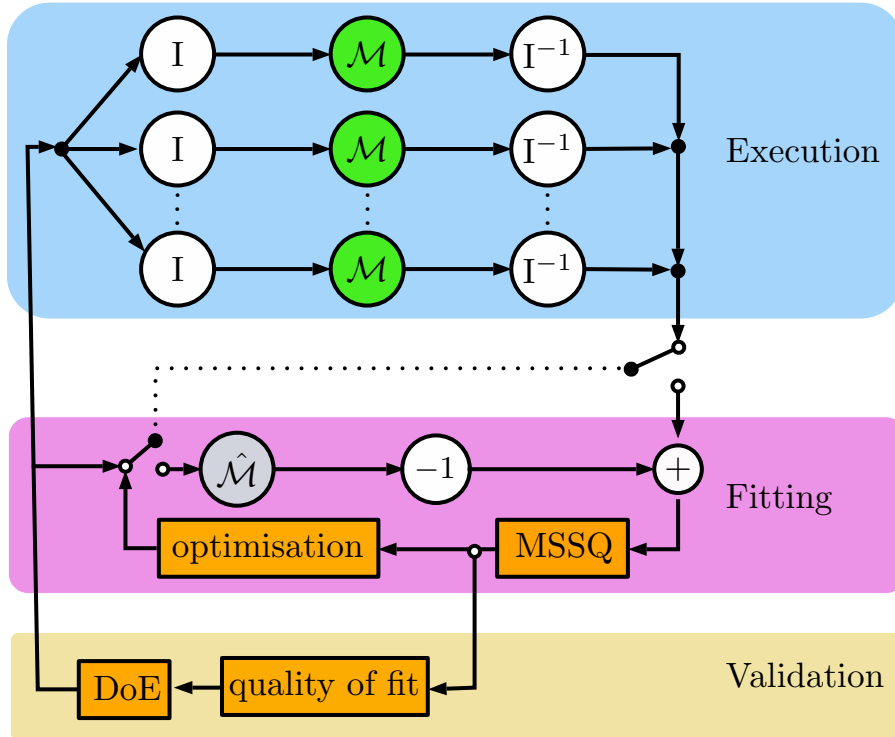 I ℳ I⁻¹
Execution
I ℳ I⁻¹
I ℳ I⁻¹
ℳ̂ −1 +
Fitting
optimisation MSSQ
Validation
DoE quality of fit